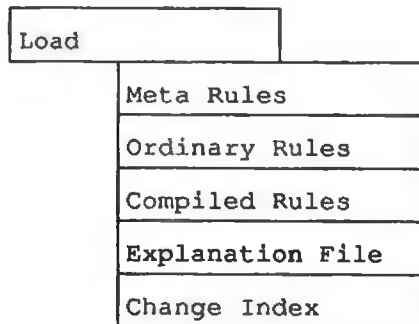 Load
Meta Rules
Ordinary Rules
Compiled Rules
Explanation File
Change Index